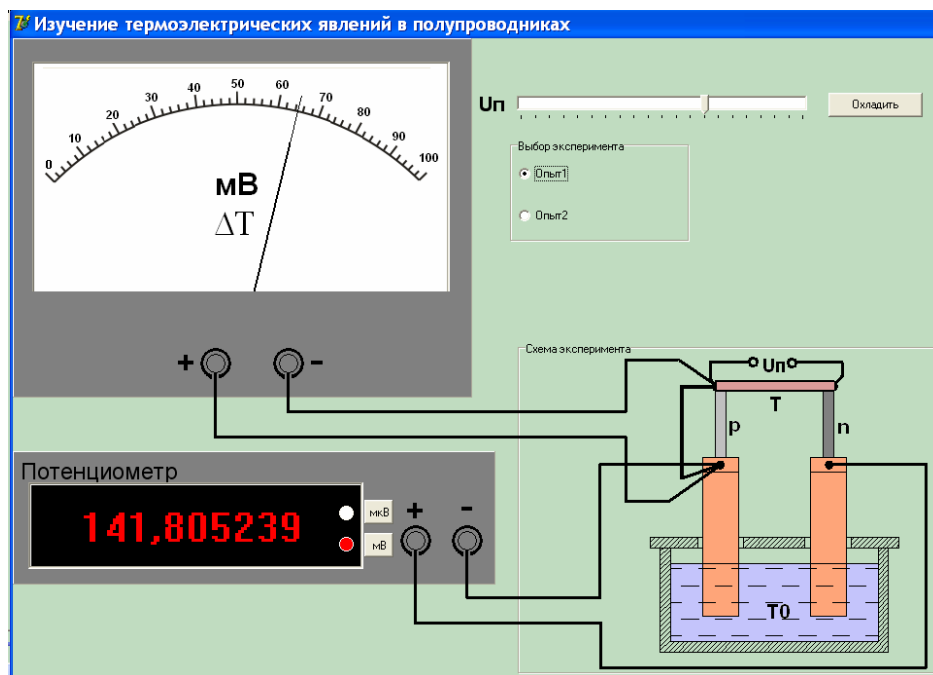 Изучение термоэлектрических явлений в полупроводниках
0 10 20 30 40 50 60 70 80 90 100
мВ
ΔT
+ -
Uп
Охладить
Выбор эксперимента
Опыт1
Опыт2
Потенциометр
141,805239
мкВ
мВ
+ -
Схема эксперимента
Uп
T
p n
T0